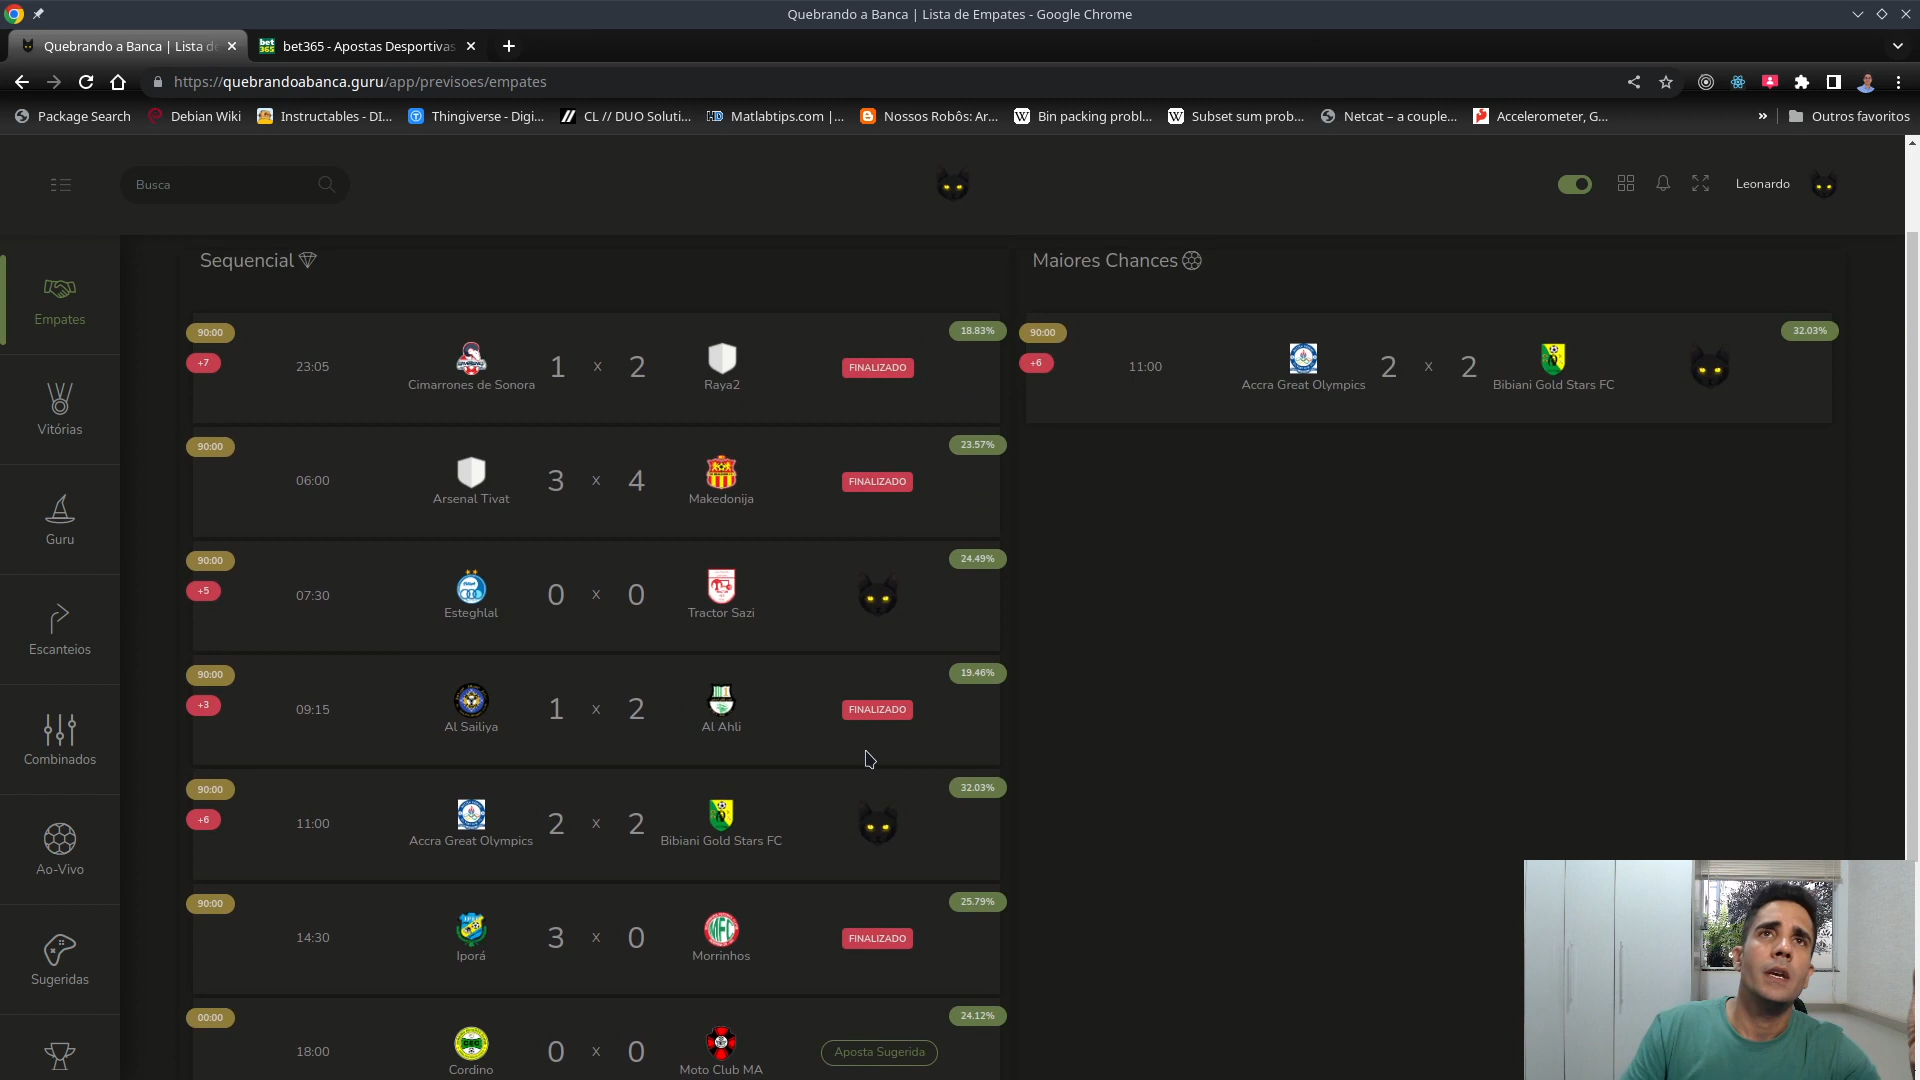 Quebrando a Banca | Lista de Empates - Google Chrome
Quebrando a Banca | Lista de
bet365 - Apostas Desportivas
https://quebrandoabanca.guru/app/previsoes/empates
Package Search
Debian Wiki
Instructables - DI...
Thingiverse - Digi...
CL // DUO Soluti...
Matlabtips.com |...
Nossos Robôs: Ar...
Bin packing probl...
Subset sum prob...
Netcat – a couple...
Accelerometer, G...
»
Outros favoritos
Busca
Leonardo
Empates
Vitórias
Guru
Escanteios
Combinados
Ao-Vivo
Sugeridas
Sequencial
90:00
+7
23:05
Cimarrones de Sonora
1 x 2
Raya2
FINALIZADO
18.83%
90:00
06:00
Arsenal Tivat
3 x 4
Makedonija
FINALIZADO
23.57%
90:00
+5
07:30
Esteghlal
0 x 0
Tractor Sazi
24.49%
90:00
+3
09:15
Al Sailiya
1 x 2
Al Ahli
FINALIZADO
19.46%
90:00
+6
11:00
Accra Great Olympics
2 x 2
Bibiani Gold Stars FC
32.03%
90:00
14:30
Iporá
3 x 0
Morrinhos
FINALIZADO
25.79%
00:00
18:00
Cordino
0 x 0
Moto Club MA
Aposta Sugerida
24.12%
Maiores Chances
90:00
+6
11:00
Accra Great Olympics
2 x 2
Bibiani Gold Stars FC
32.03%